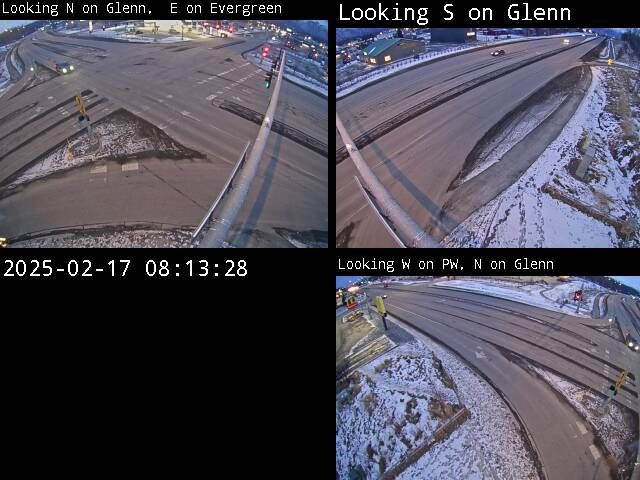 Looking N on Glenn,  E on Evergreen
Looking S on Glenn
2025-02-17 08:13:28
Looking W on PW, N on Glenn